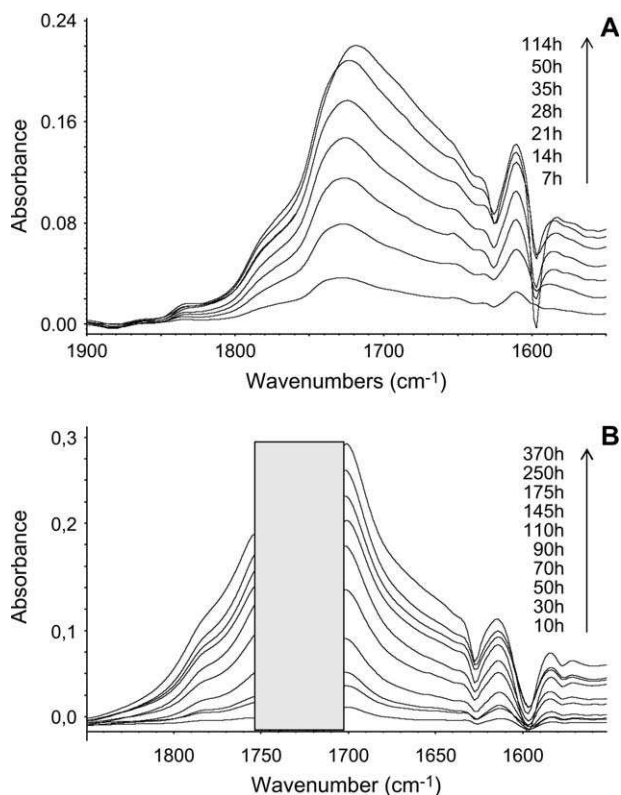 A
0.24
0.16
0.08
0.00
Absorbance
114h
50h
35h
28h
21h
14h
7h
1900
1800
1700
1600
Wavenumbers (cm-1)
B
0,3
0,2
0,1
0,0
Absorbance
370h
250h
175h
145h
110h
90h
70h
50h
30h
10h
1800
1750
1700
1650
1600
Wavenumber (cm-1)